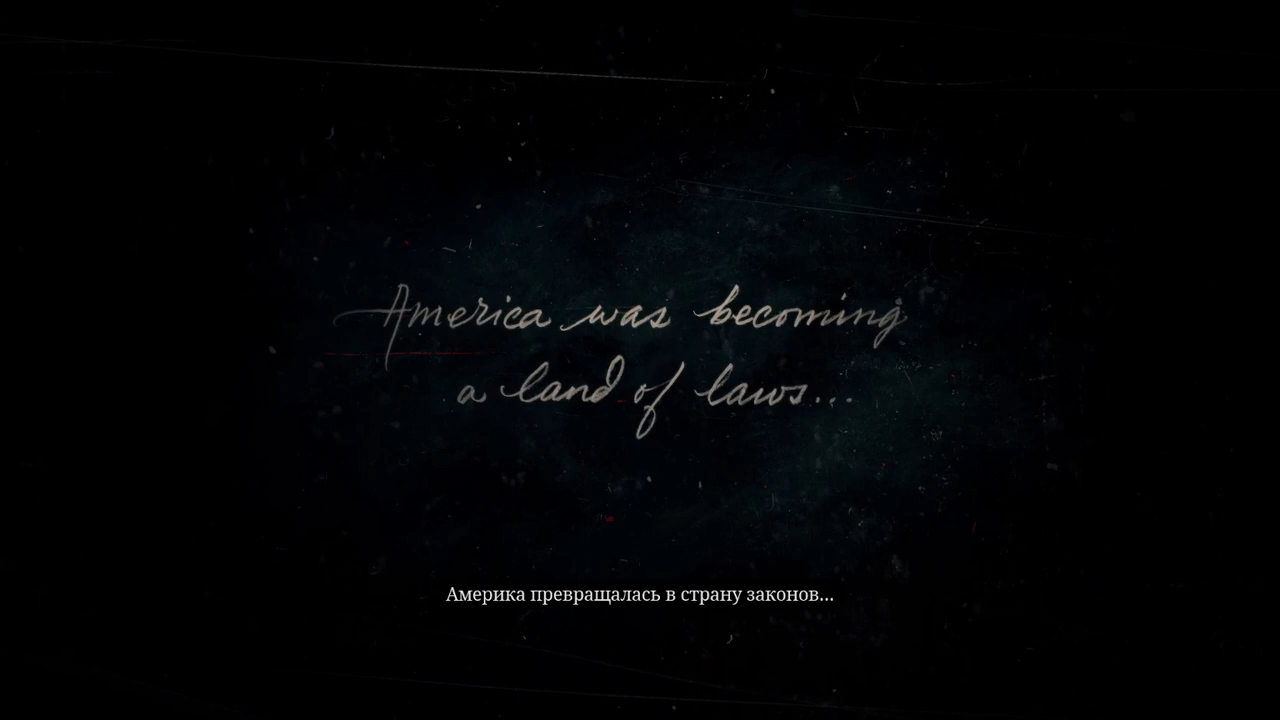 America was becoming
a land of laws...
Америка превращалась в страну законов...